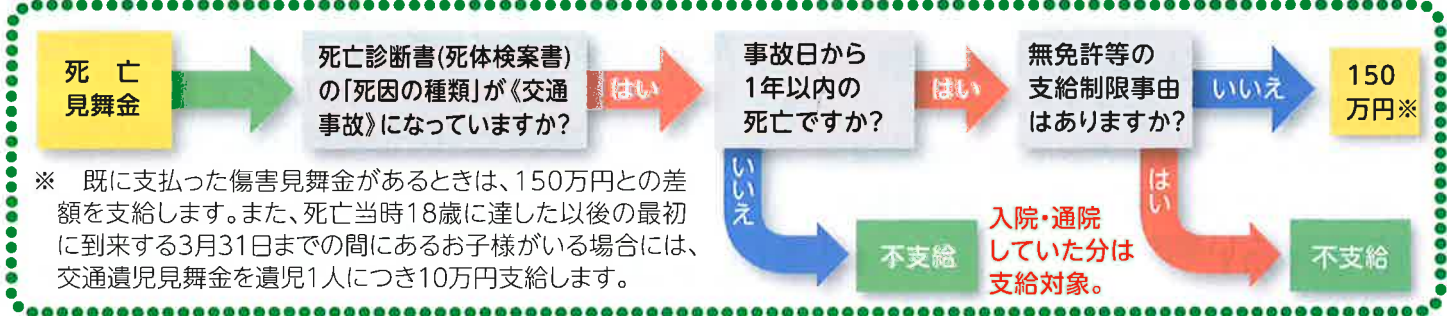 死 亡
見舞金
死亡診断書(死体検案書)
の「死因の種類」が《交通
事故》になっていますか?
はい
事故日から
1年以内の
死亡ですか?
はい
無免許等の
支給制限事由
はありますか?
いいえ
150
万円※
いいえ
不支給
入院・通院
していた分は
支給対象。
はい
不支給
※ 既に支払った傷害見舞金があるときは、150万円との差
額を支給します。また、死亡当時18歳に達した以後の最初
に到来する3月31日までの間にあるお子様がいる場合には、
交通遺児見舞金を遺児1人につき10万円支給します。